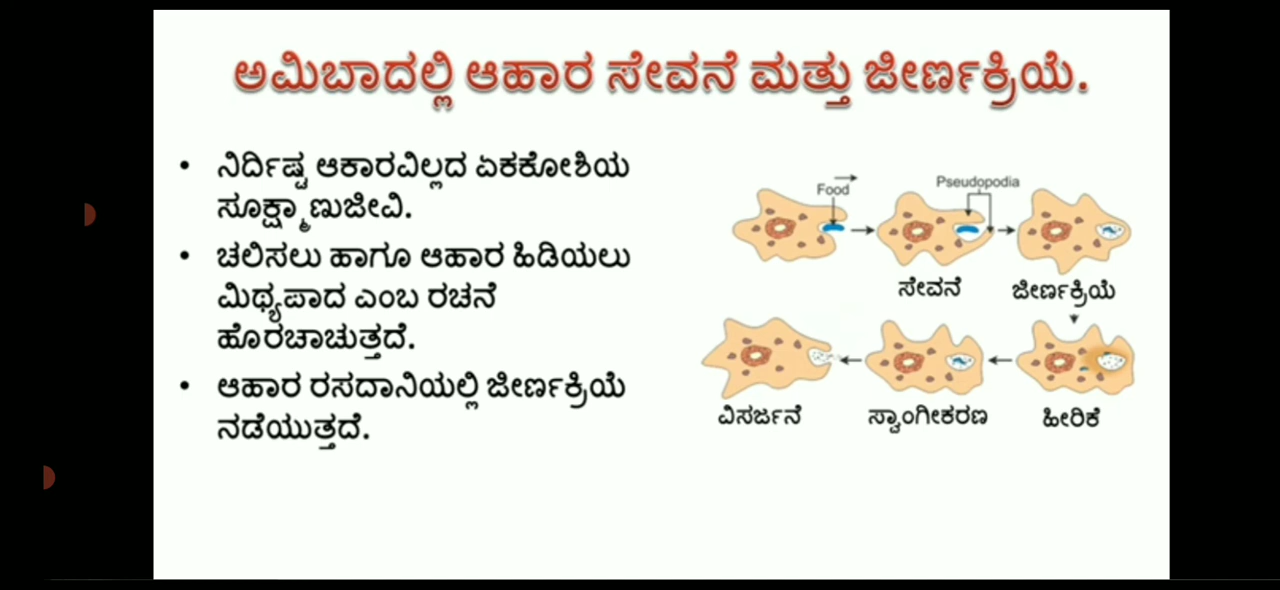 ಅಮಿಬಾದಲ್ಲಿ ಆಹಾರ ಸೇವನೆ ಮತ್ತು ಜೀರ್ಣಕ್ರಿಯೆ.
• ನಿರ್ದಿಷ್ಟ ಆಕಾರವಿಲ್ಲದ ಏಕಕೋಶಿಯ
ಸೂಕ್ಷ್ಮಾಣುಜೀವಿ.
• ಚಲಿಸಲು ಹಾಗೂ ಆಹಾರ ಹಿಡಿಯಲು
ಮಿಥ್ಯಪಾದ ಎಂಬ ರಚನೆ
ಹೊರಚಾಚುತ್ತದೆ.
• ಆಹಾರ ರಸದಾನಿಯಲ್ಲಿ ಜೀರ್ಣಕ್ರಿಯೆ
ನಡೆಯುತ್ತದೆ.
Food
Pseudopodia
ಸೇವನೆ
ಜೀರ್ಣಕ್ರಿಯೆ
ವಿಸರ್ಜನೆ
ಸ್ವಾಂಗೀಕರಣ
ಹೀರಿಕೆ